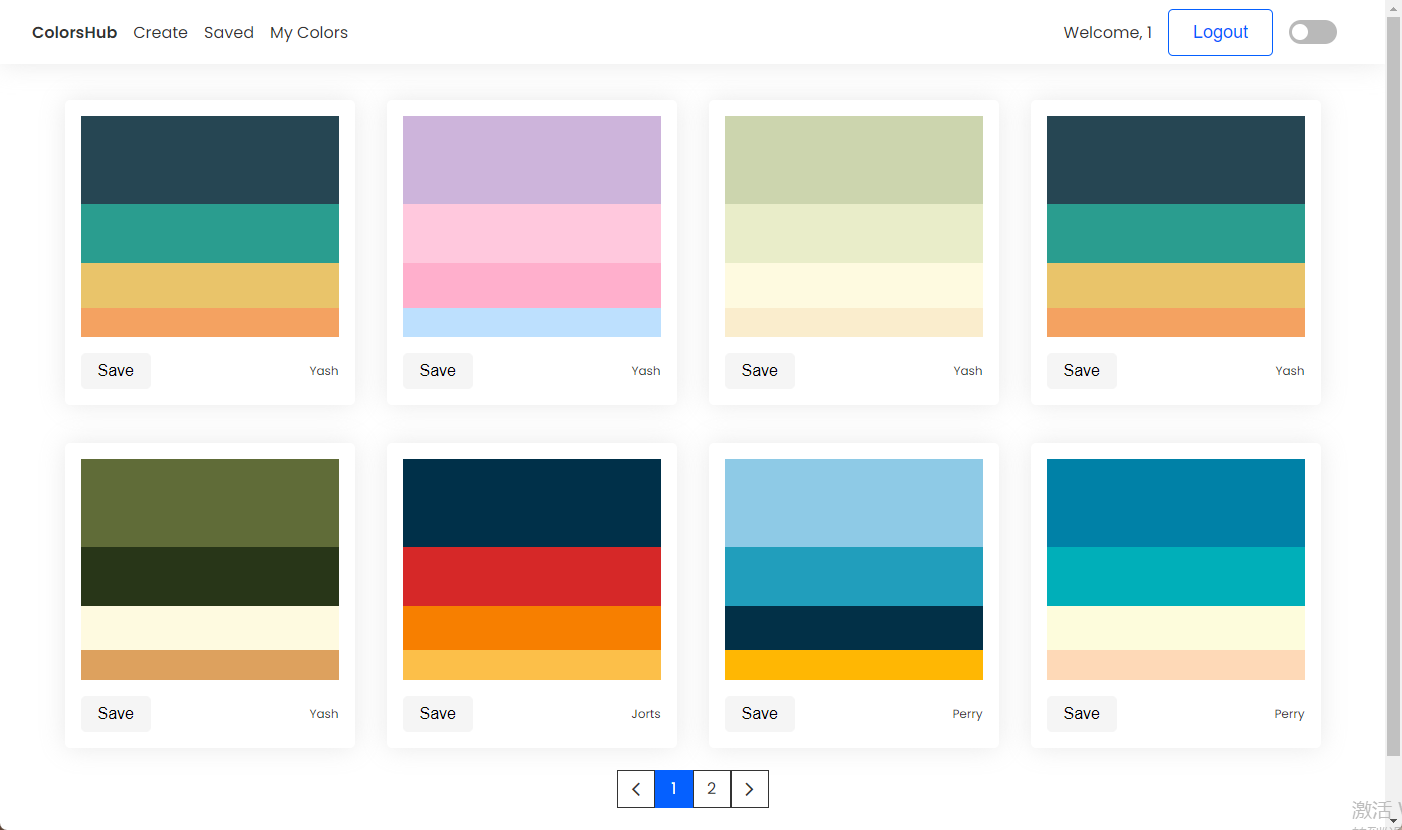 ColorsHub Create Saved My Colors Welcome, 1 Logout
Save Yash Save Yash Save Yash Save Yash
Save Yash Save Jorts Save Perry Save Perry
1 2
激活